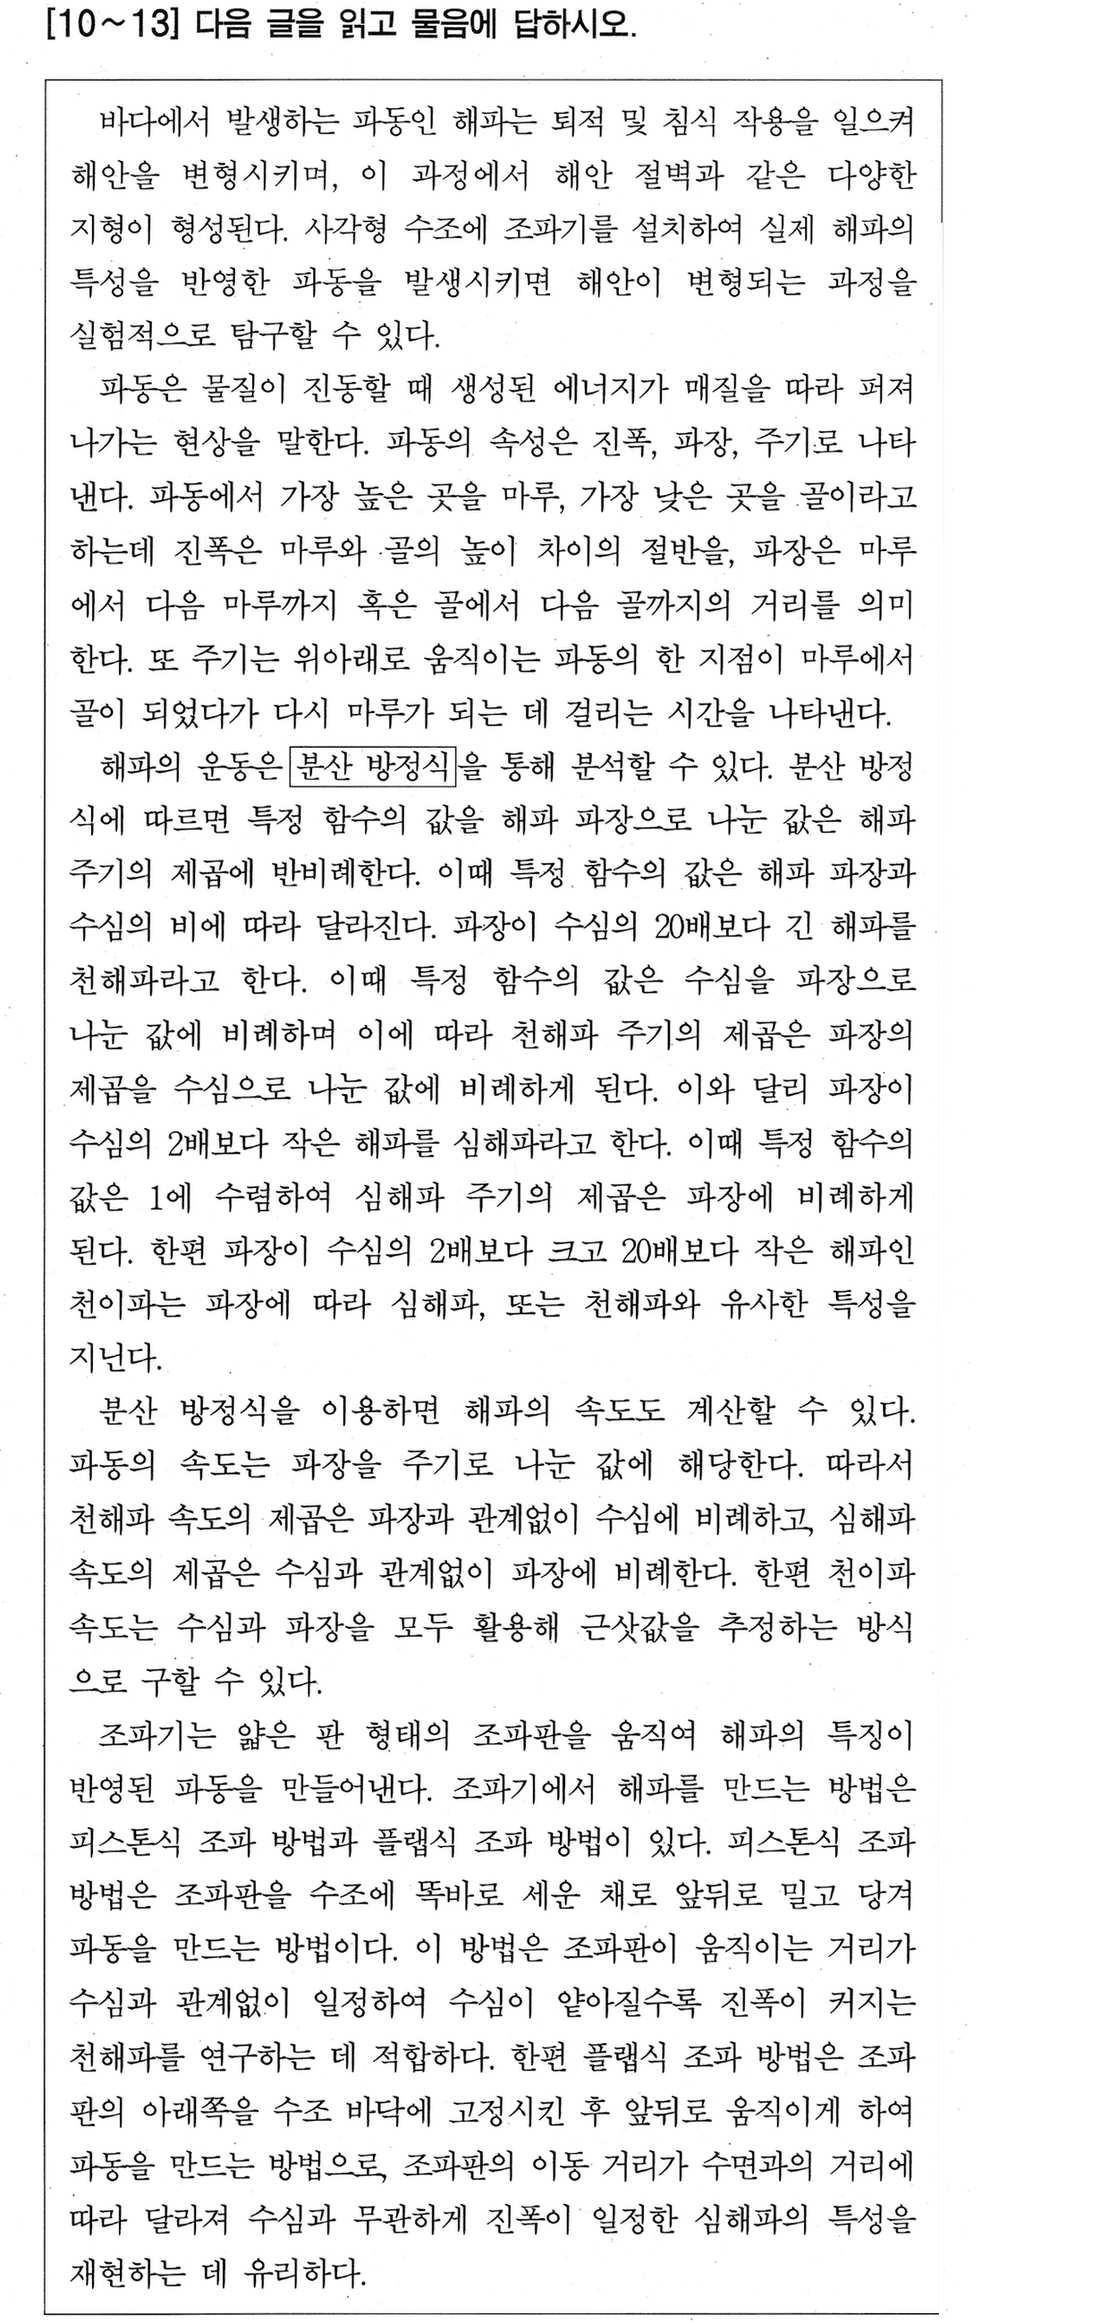 [10～13] 다음 글을 읽고 물음에 답하시오.
바다에서 발생하는 파동인 해파는 퇴적 및 침식 작용을 일으켜
해안을 변형시키며, 이 과정에서 해안 절벽과 같은 다양한
지형이 형성된다. 사각형 수조에 조파기를 설치하여 실제 해파의
특성을 반영한 파동을 발생시키면 해안이 변형되는 과정을
실험적으로 탐구할 수 있다.
파동은 물질이 진동할 때 생성된 에너지가 매질을 따라 퍼져
나가는 현상을 말한다. 파동의 속성은 진폭, 파장, 주기로 나타
낸다. 파동에서 가장 높은 곳을 마루, 가장 낮은 곳을 골이라고
하는데 진폭은 마루와 골의 높이 차이의 절반을, 파장은 마루
에서 다음 마루까지 혹은 골에서 다음 골까지의 거리를 의미
한다. 또 주기는 위아래로 움직이는 파동의 한 지점이 마루에서
골이 되었다가 다시 마루가 되는 데 걸리는 시간을 나타낸다.
해파의 운동은 분산 방정식을 통해 분석할 수 있다. 분산 방정
식에 따르면 특정 함수의 값을 해파 파장으로 나눈 값은 해파
주기의 제곱에 반비례한다. 이때 특정 함수의 값은 해파 파장과
수심의 비에 따라 달라진다. 파장이 수심의 20배보다 긴 해파를
천해파라고 한다. 이때 특정 함수의 값은 수심을 파장으로
나눈 값에 비례하며 이에 따라 천해파 주기의 제곱은 파장의
제곱을 수심으로 나눈 값에 비례하게 된다. 이와 달리 파장이
수심의 2배보다 작은 해파를 심해파라고 한다. 이때 특정 함수의
값은 1에 수렴하여 심해파 주기의 제곱은 파장에 비례하게
된다. 한편 파장이 수심의 2배보다 크고 20배보다 작은 해파인
천이파는 파장에 따라 심해파, 또는 천해파와 유사한 특성을
지닌다.
분산 방정식을 이용하면 해파의 속도도 계산할 수 있다.
파동의 속도는 파장을 주기로 나눈 값에 해당한다. 따라서
천해파 속도의 제곱은 파장과 관계없이 수심에 비례하고, 심해파
속도의 제곱은 수심과 관계없이 파장에 비례한다. 한편 천이파
속도는 수심과 파장을 모두 활용해 근삿값을 추정하는 방식
으로 구할 수 있다.
조파기는 얇은 판 형태의 조파판을 움직여 해파의 특징이
반영된 파동을 만들어낸다. 조파기에서 해파를 만드는 방법은
피스톤식 조파 방법과 플랩식 조파 방법이 있다. 피스톤식 조파
방법은 조파판을 수조에 똑바로 세운 채로 앞뒤로 밀고 당겨
파동을 만드는 방법이다. 이 방법은 조파판이 움직이는 거리가
수심과 관계없이 일정하여 수심이 얕아질수록 진폭이 커지는
천해파를 연구하는 데 적합하다. 한편 플랩식 조파 방법은 조파
판의 아래쪽을 수조 바닥에 고정시킨 후 앞뒤로 움직이게 하여
파동을 만드는 방법으로, 조파판의 이동 거리가 수면과의 거리에
따라 달라져 수심과 무관하게 진폭이 일정한 심해파의 특성을
재현하는 데 유리하다.